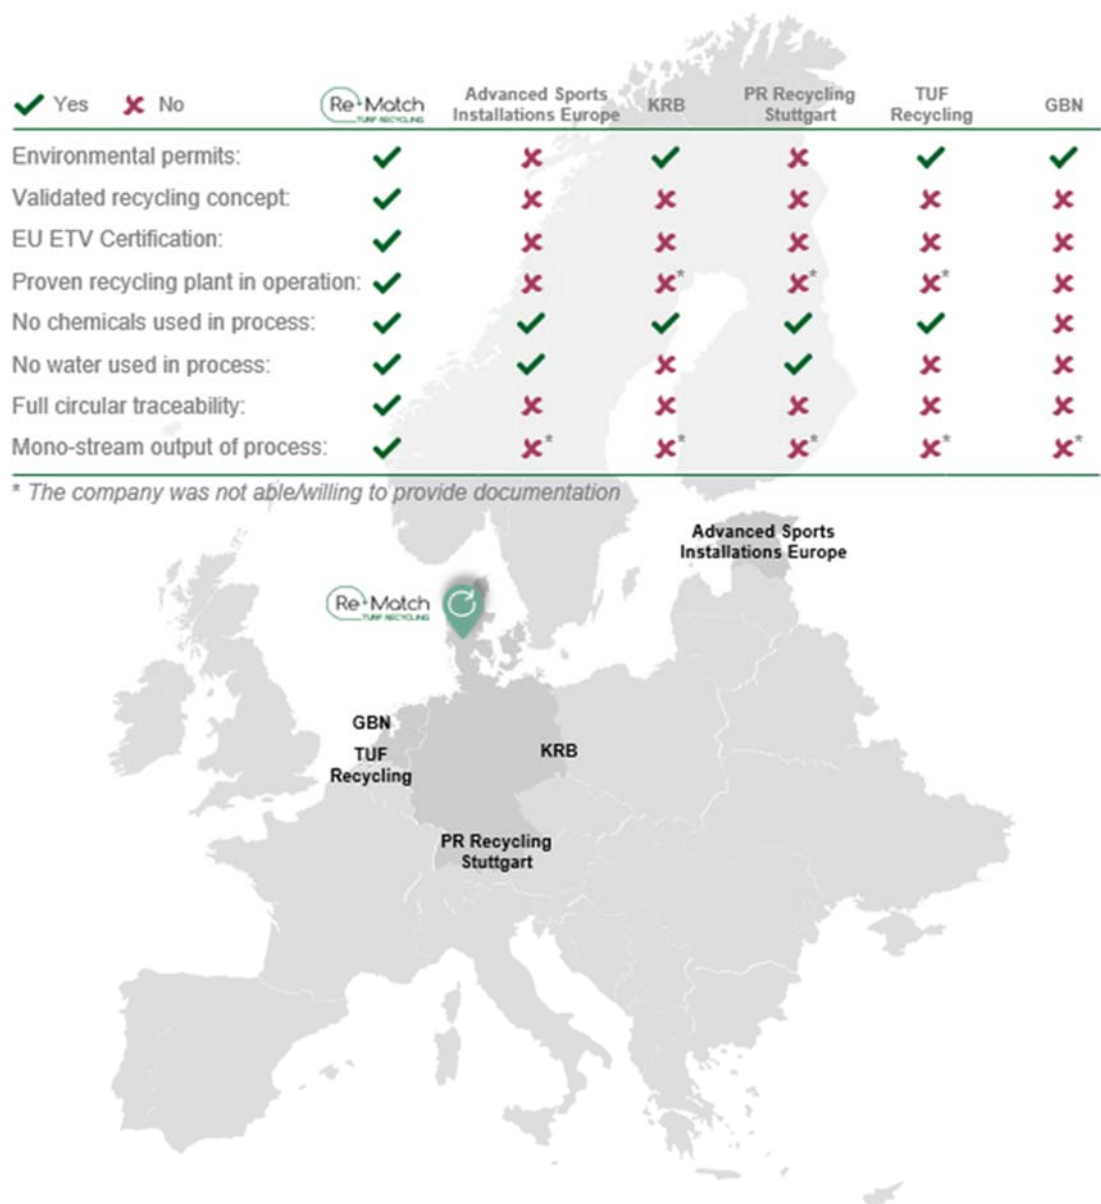 Yes No Re Match Advanced Sports KRB PR Recycling TUF GBN
TURF RECYCLING Installations Europe Stuttgart Recycling
Environmental permits:
Validated recycling concept:
EU ETV Certification:
Proven recycling plant in operation: * * *
No chemicals used in process:
No water used in process:
Full circular traceability:
Mono-stream output of process: * * * * *
* The company was not able/willing to provide documentation
Advanced Sports
Installations Europe
Re Match
TURF RECYCLING
GBN
TUF
Recycling
KRB
PR Recycling
Stuttgart